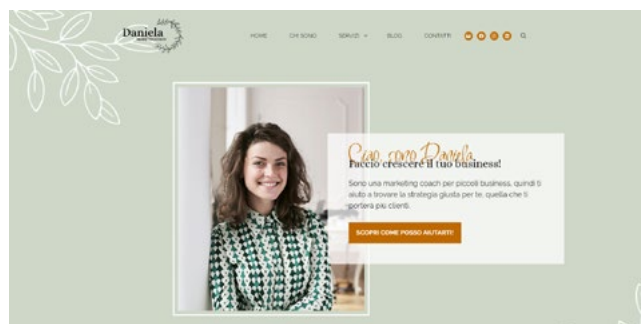 Daniela
HOME CHI SONO SERVIZI BLOG CONTATTI
Ciao, sono Daniela
Faccio crescere il tuo business!
Sono una marketing coach per piccoli business, quindi ti
aiuto a trovare la strategia giusta per te, quella che ti
porterà più clienti.
SCOPRI COME POSSO AIUTARTI!